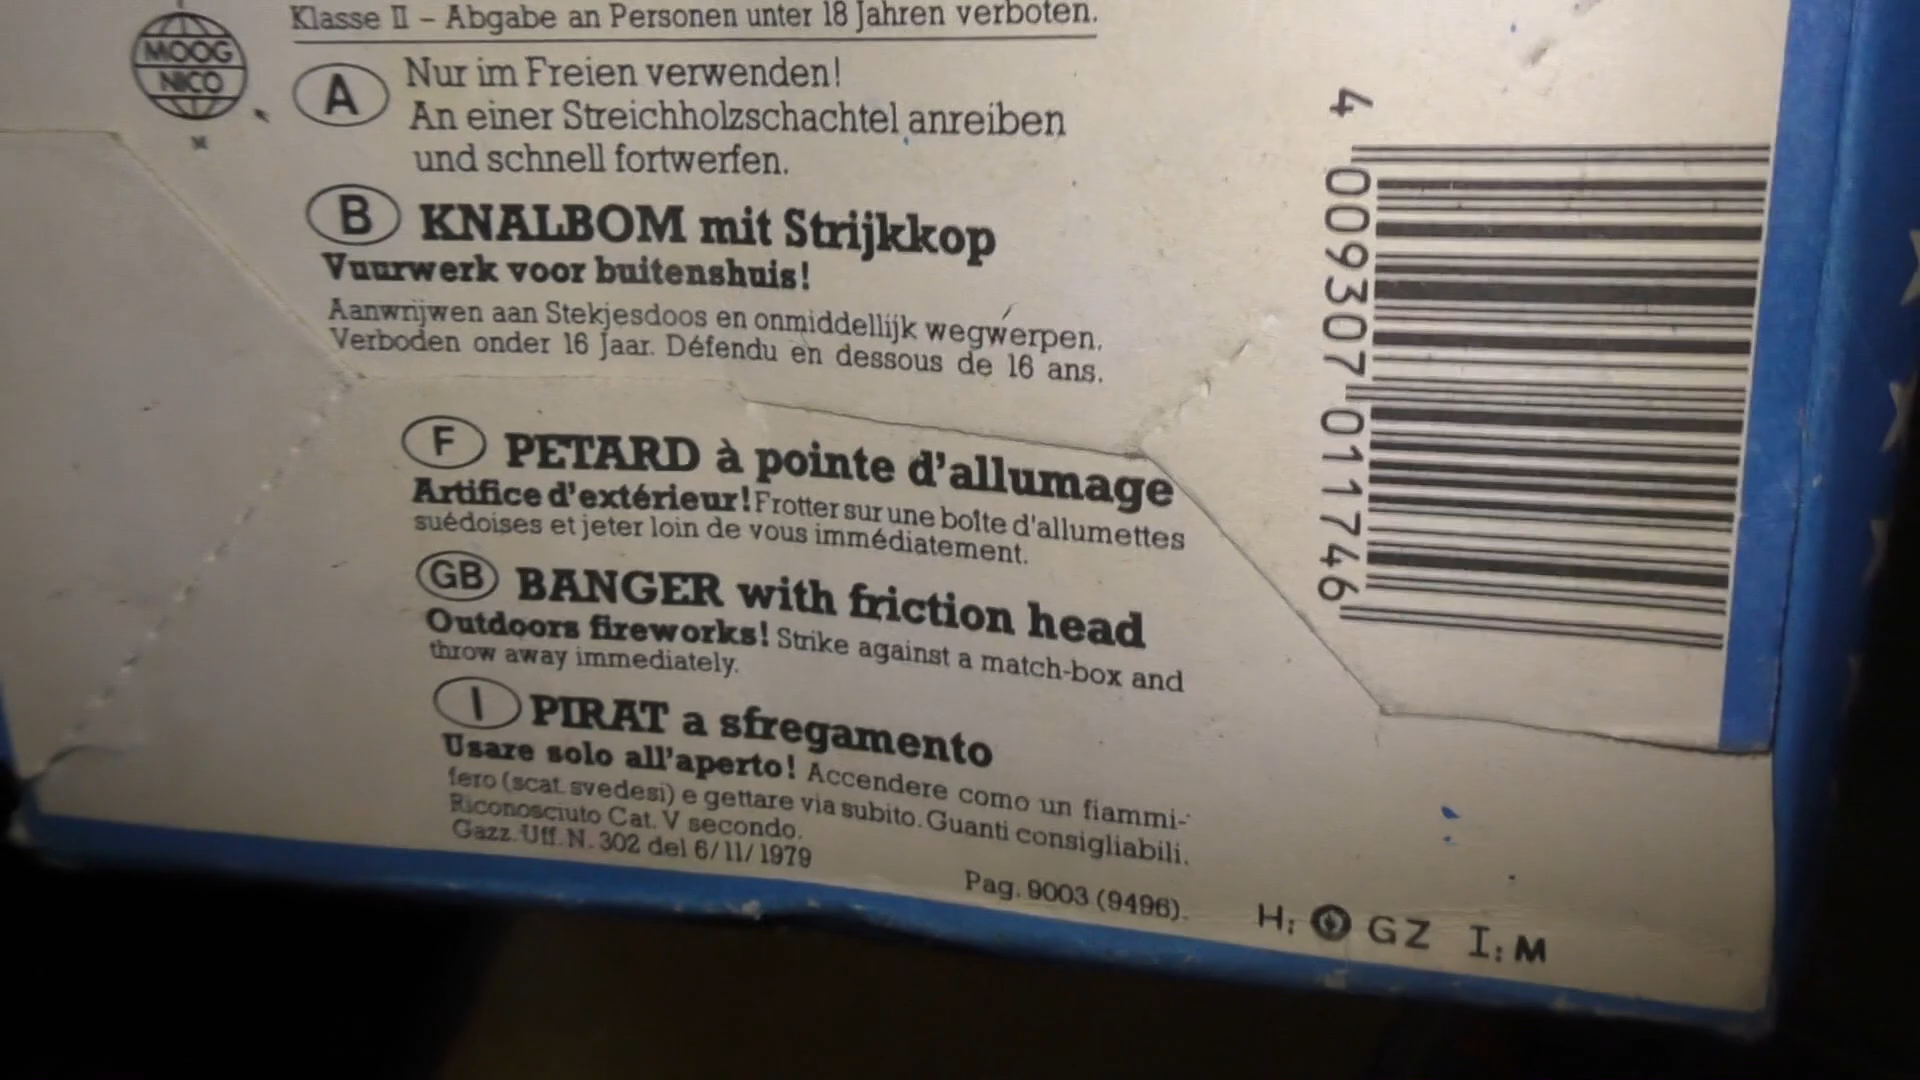 Klasse II – Abgabe an Personen unter 18 Jahren verboten.
MOOG
NICO
A Nur im Freien verwenden!
An einer Streichholzschachtel anreiben
und schnell fortwerfen.
B KNALBOM mit Strijkkop
Vuurwerk voor buitenshuis!
Aanwrijwen aan Stekjesdoos en onmiddellijk wegwerpen.
Verboden onder 16 Jaar. Défendu en dessous de 16 ans.
F PETARD à pointe d'allumage
Artifice d'extérieur! Frotter sur une boîte d'allumettes
suédoises et jeter loin de vous immédiatement.
GB BANGER with friction head
Outdoors fireworks! Strike against a match-box and
throw away immediately.
I PIRAT a sfregamento
Usare solo all'aperto! Accendere como un fiammi-
fero (scat. svedesi) e gettare via subito. Guanti consigliabili.
Riconosciuto Cat. V secondo.
Gazz. Uff. N. 302 del 6/11/1979
Pag. 9003 (9496).
H: GZ I: M
4 009307 011746